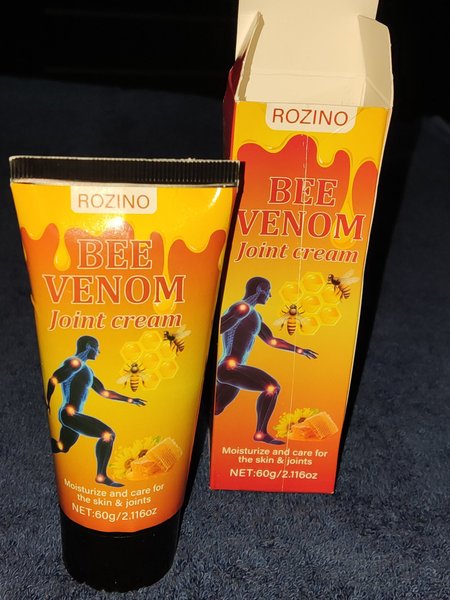 ROZINO
BEE
VENOM
Joint cream
Moisturize and care for
the skin & joints
NET:60g/2.116oz
ROZINO
BEE
VENOM
Joint cream
Moisturize and care for
the skin & joints
NET:60g/2.116oz